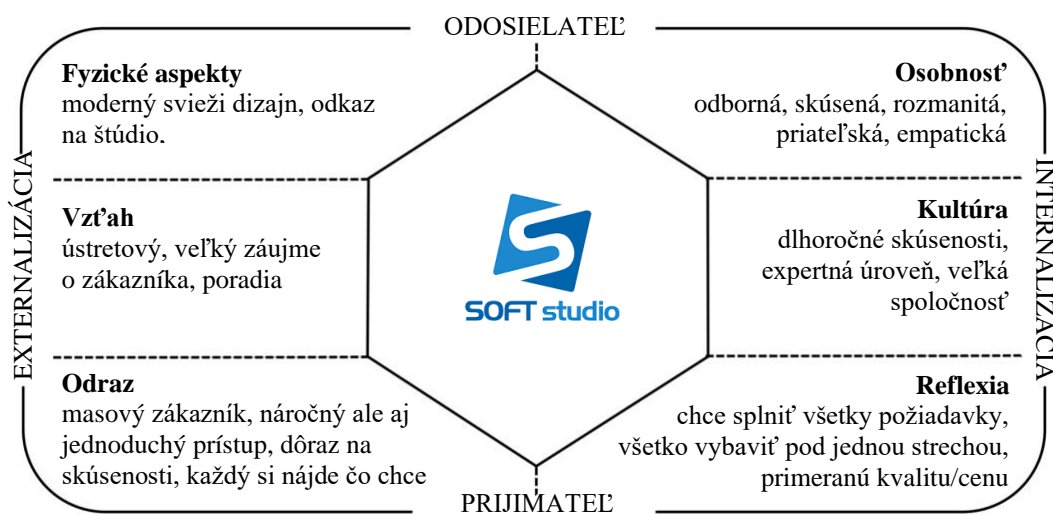 ODOSIELATEĽ
Fyzické aspekty
moderný svieži dizajn, odkaz
na štúdio.
Osobnosť
odborná, skúsená, rozmanitá,
priateľská, empatická
EXTERNALIZÁCIA
INTERNALIZÁCIA
Vzťah
ústretový, veľký záujme
o zákazníka, poradia
SOFT studio
Kultúra
dlhoročné skúsenosti,
expertná úroveň, veľká
spoločnosť
Odraz
masový zákazník, náročný ale aj
jednoduchý prístup, dôraz na
skúsenosti, každý si nájde čo chce
Reflexia
chce splniť všetky požiadavky,
všetko vybaviť pod jednou strechou,
primeranú kvalitu/cenu
PRIJIMATEĽ